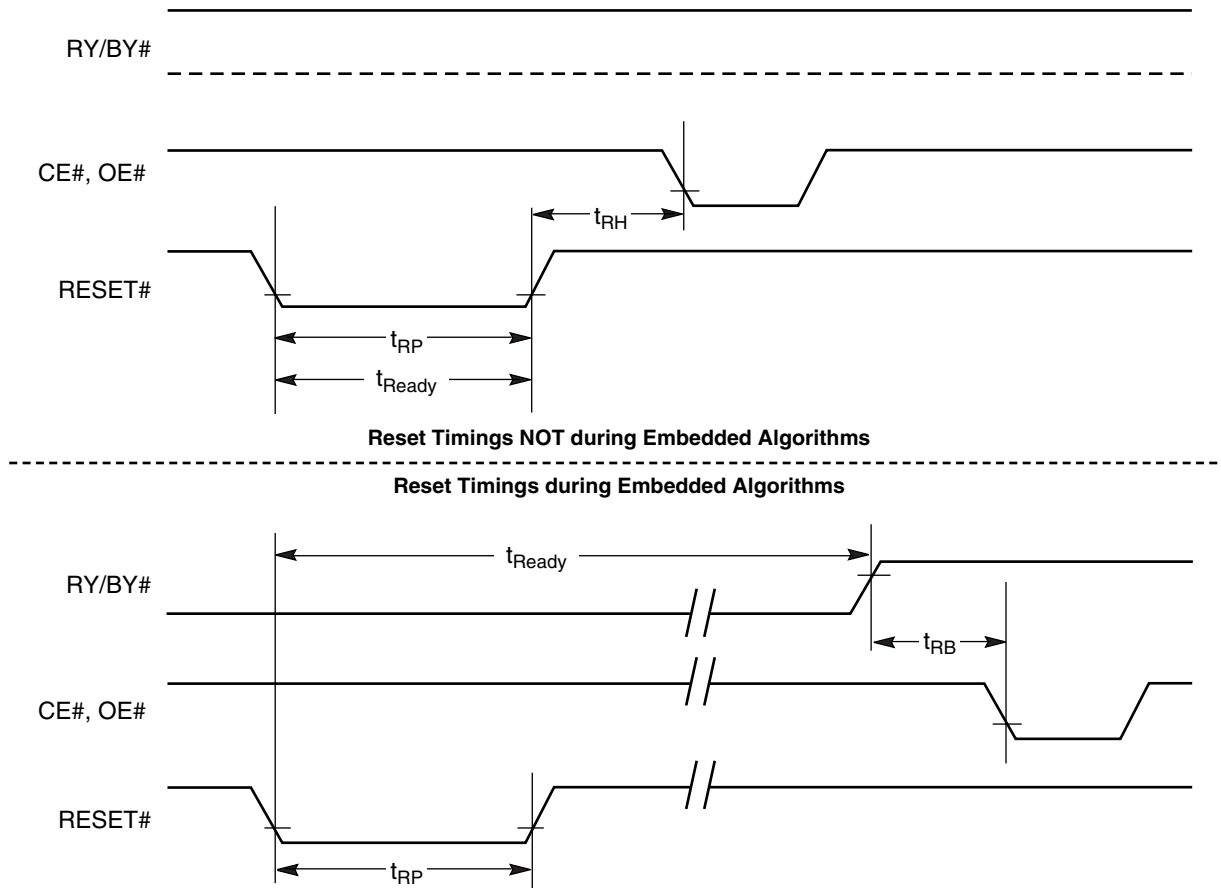 RY/BY#
CE#, OE#
tRH
RESET#
tRP
tReady
Reset Timings NOT during Embedded Algorithms
Reset Timings during Embedded Algorithms
tReady
RY/BY#
tRB
CE#, OE#
RESET#
tRP